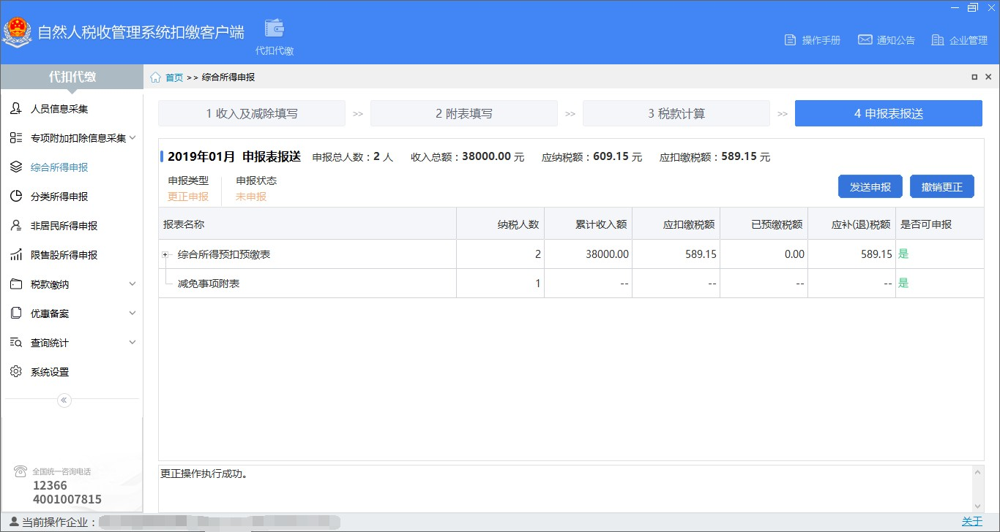 自然人税收管理系统扣缴客户端
代扣代缴
操作手册 通知公告 企业管理
代扣代缴
首页 >> 综合所得申报
人员信息采集
专项附加扣除信息采集
综合所得申报
分类所得申报
非居民所得申报
限售股所得申报
税款缴纳
优惠备案
查询统计
系统设置
全国统一咨询电话
12366
4001007815
1 收入及减除填写 >> 2 附表填写 >> 3 税款计算 >> 4 申报表报送
2019年01月 申报表报送 申报总人数：2 人 收入总额：38000.00 元 应纳税额：609.15 元 应扣缴税额：589.15 元
申报类型 申报状态
更正申报 未申报
发送申报 撤销更正
报表名称 纳税人数 累计收入额 应扣缴税额 已预缴税额 应补(退)税额 是否可申报
综合所得预扣预缴表 2 38000.00 589.15 0.00 589.15 是
减免事项附表 1 -- -- -- -- 是
更正操作执行成功。
当前操作企业：
关于